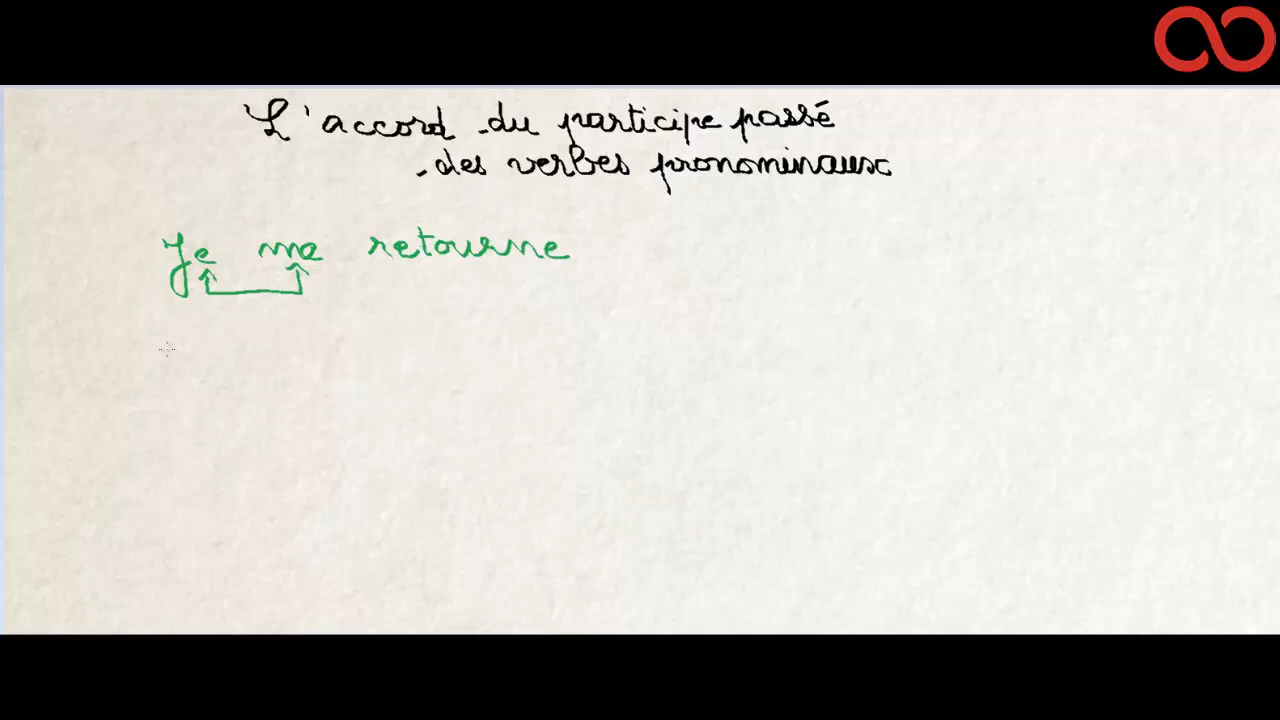 L'accord du participe passé
des verbes pronominaux
Je me retourne